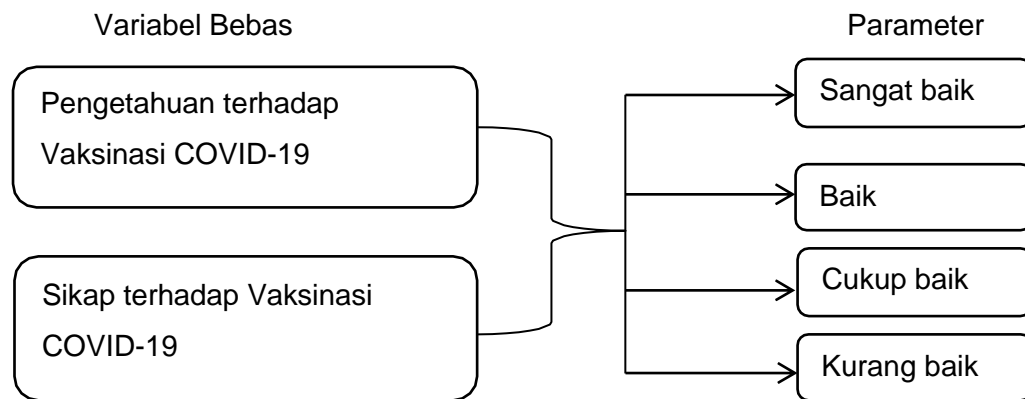 Variabel Bebas
Parameter
Pengetahuan terhadap
Vaksinasi COVID-19
Sikap terhadap Vaksinasi
COVID-19
Sangat baik
Baik
Cukup baik
Kurang baik